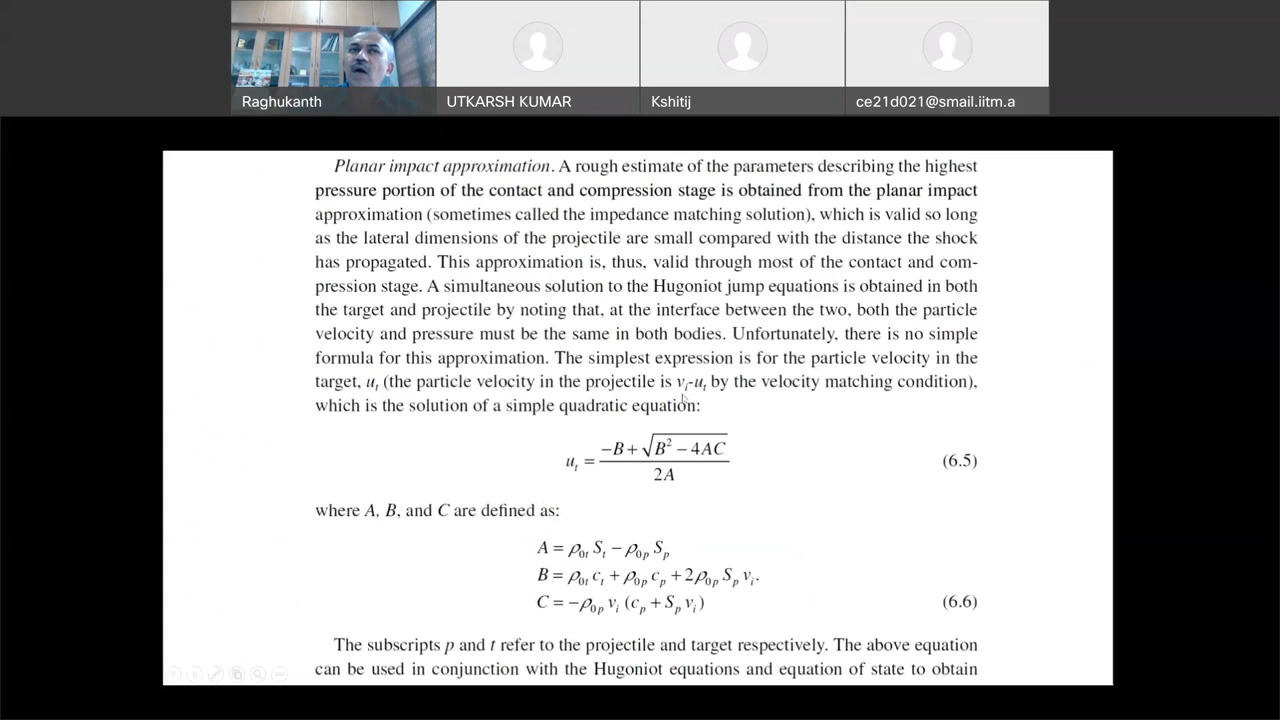 Raghukanth
UTKARSH KUMAR
Kshitij
ce21d021@smail.iitm.a
Planar impact approximation. A rough estimate of the parameters describing the highest
pressure portion of the contact and compression stage is obtained from the planar impact
approximation (sometimes called the impedance matching solution), which is valid so long
as the lateral dimensions of the projectile are small compared with the distance the shock
has propagated. This approximation is, thus, valid through most of the contact and com-
pression stage. A simultaneous solution to the Hugoniot jump equations is obtained in both
the target and projectile by noting that, at the interface between the two, both the particle
velocity and pressure must be the same in both bodies. Unfortunately, there is no simple
formula for this approximation. The simplest expression is for the particle velocity in the
target, u_t (the particle velocity in the projectile is v_i-u_t by the velocity matching condition),
which is the solution of a simple quadratic equation:
u_t = (−B + √(B² − 4AC)) / 2A (6.5)
where A, B, and C are defined as:
A = ρ_0t S_t − ρ_0p S_p
B = ρ_0t c_t + ρ_0p c_p + 2ρ_0p S_p v_i.
C = −ρ_0p v_i (c_p + S_p v_i) (6.6)
The subscripts p and t refer to the projectile and target respectively. The above equation
can be used in conjunction with the Hugoniot equations and equation of state to obtain